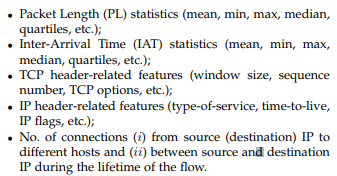 • Packet Length (PL) statistics (mean, min, max, median,
quartiles, etc.);
• Inter-Arrival Time (IAT) statistics (mean, min, max,
median, quartiles, etc.);
• TCP header-related features (window size, sequence
number, TCP options, etc.);
• IP header-related features (type-of-service, time-to-live,
IP flags, etc.);
• No. of connections (i) from source (destination) IP to
different hosts and (ii) between source and destination
IP during the lifetime of the flow.